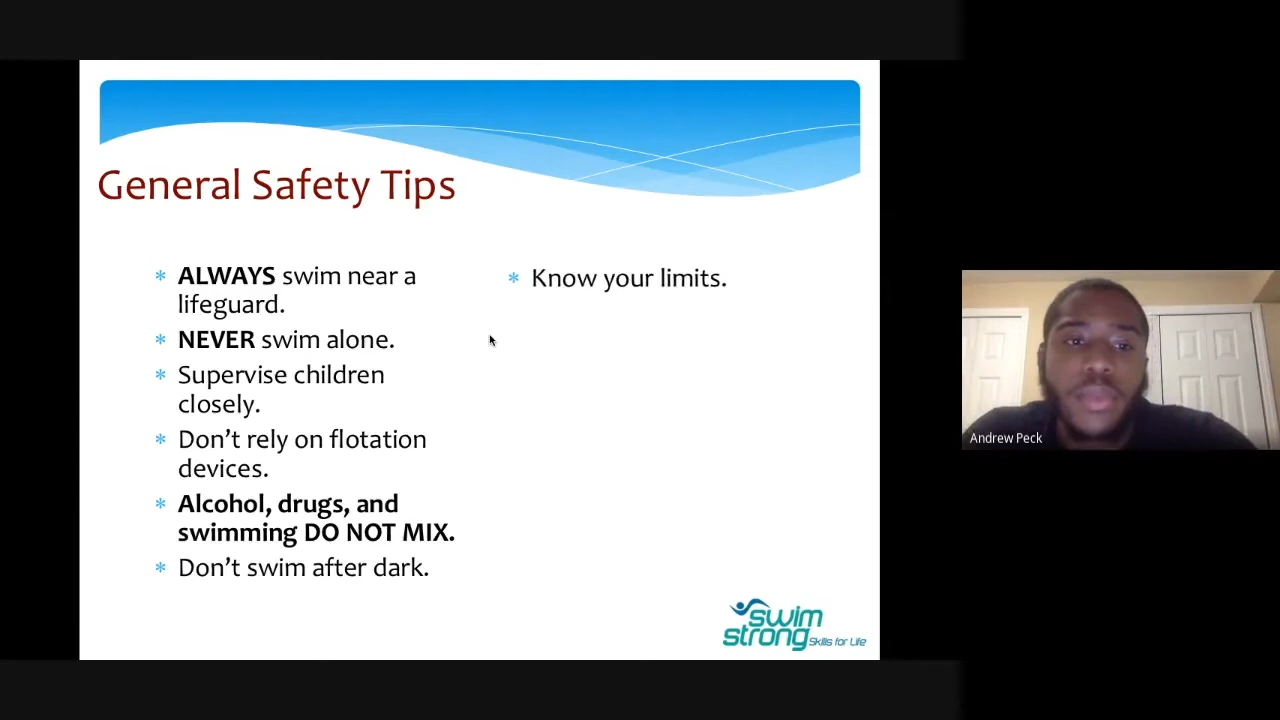 General Safety Tips
* ALWAYS swim near a
lifeguard.
* NEVER swim alone.
* Supervise children
closely.
* Don’t rely on flotation
devices.
* Alcohol, drugs, and
swimming DO NOT MIX.
* Don’t swim after dark.
* Know your limits.
swim
strong Skills for Life
Andrew Peck